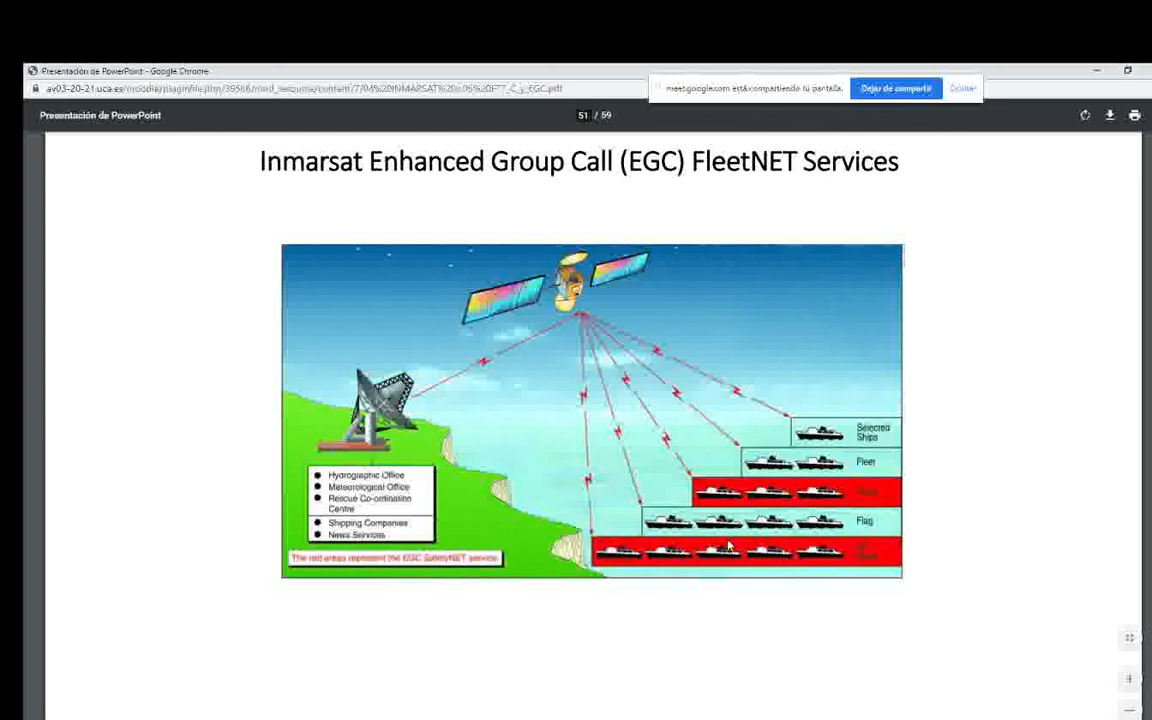 Presentación de PowerPoint - Google Chrome
meet.google.com está compartiendo tu pantalla.
Dejar de compartir
Ocultar
Presentación de PowerPoint
51 / 59
Inmarsat Enhanced Group Call (EGC) FleetNET Services
Selected
Ships
Fleet
Flag
Hydrographic Office
Meteorological Office
Rescue Co-ordination
Centre
Shipping Companies
News Services
The red areas represent the EGC SafetyNET service